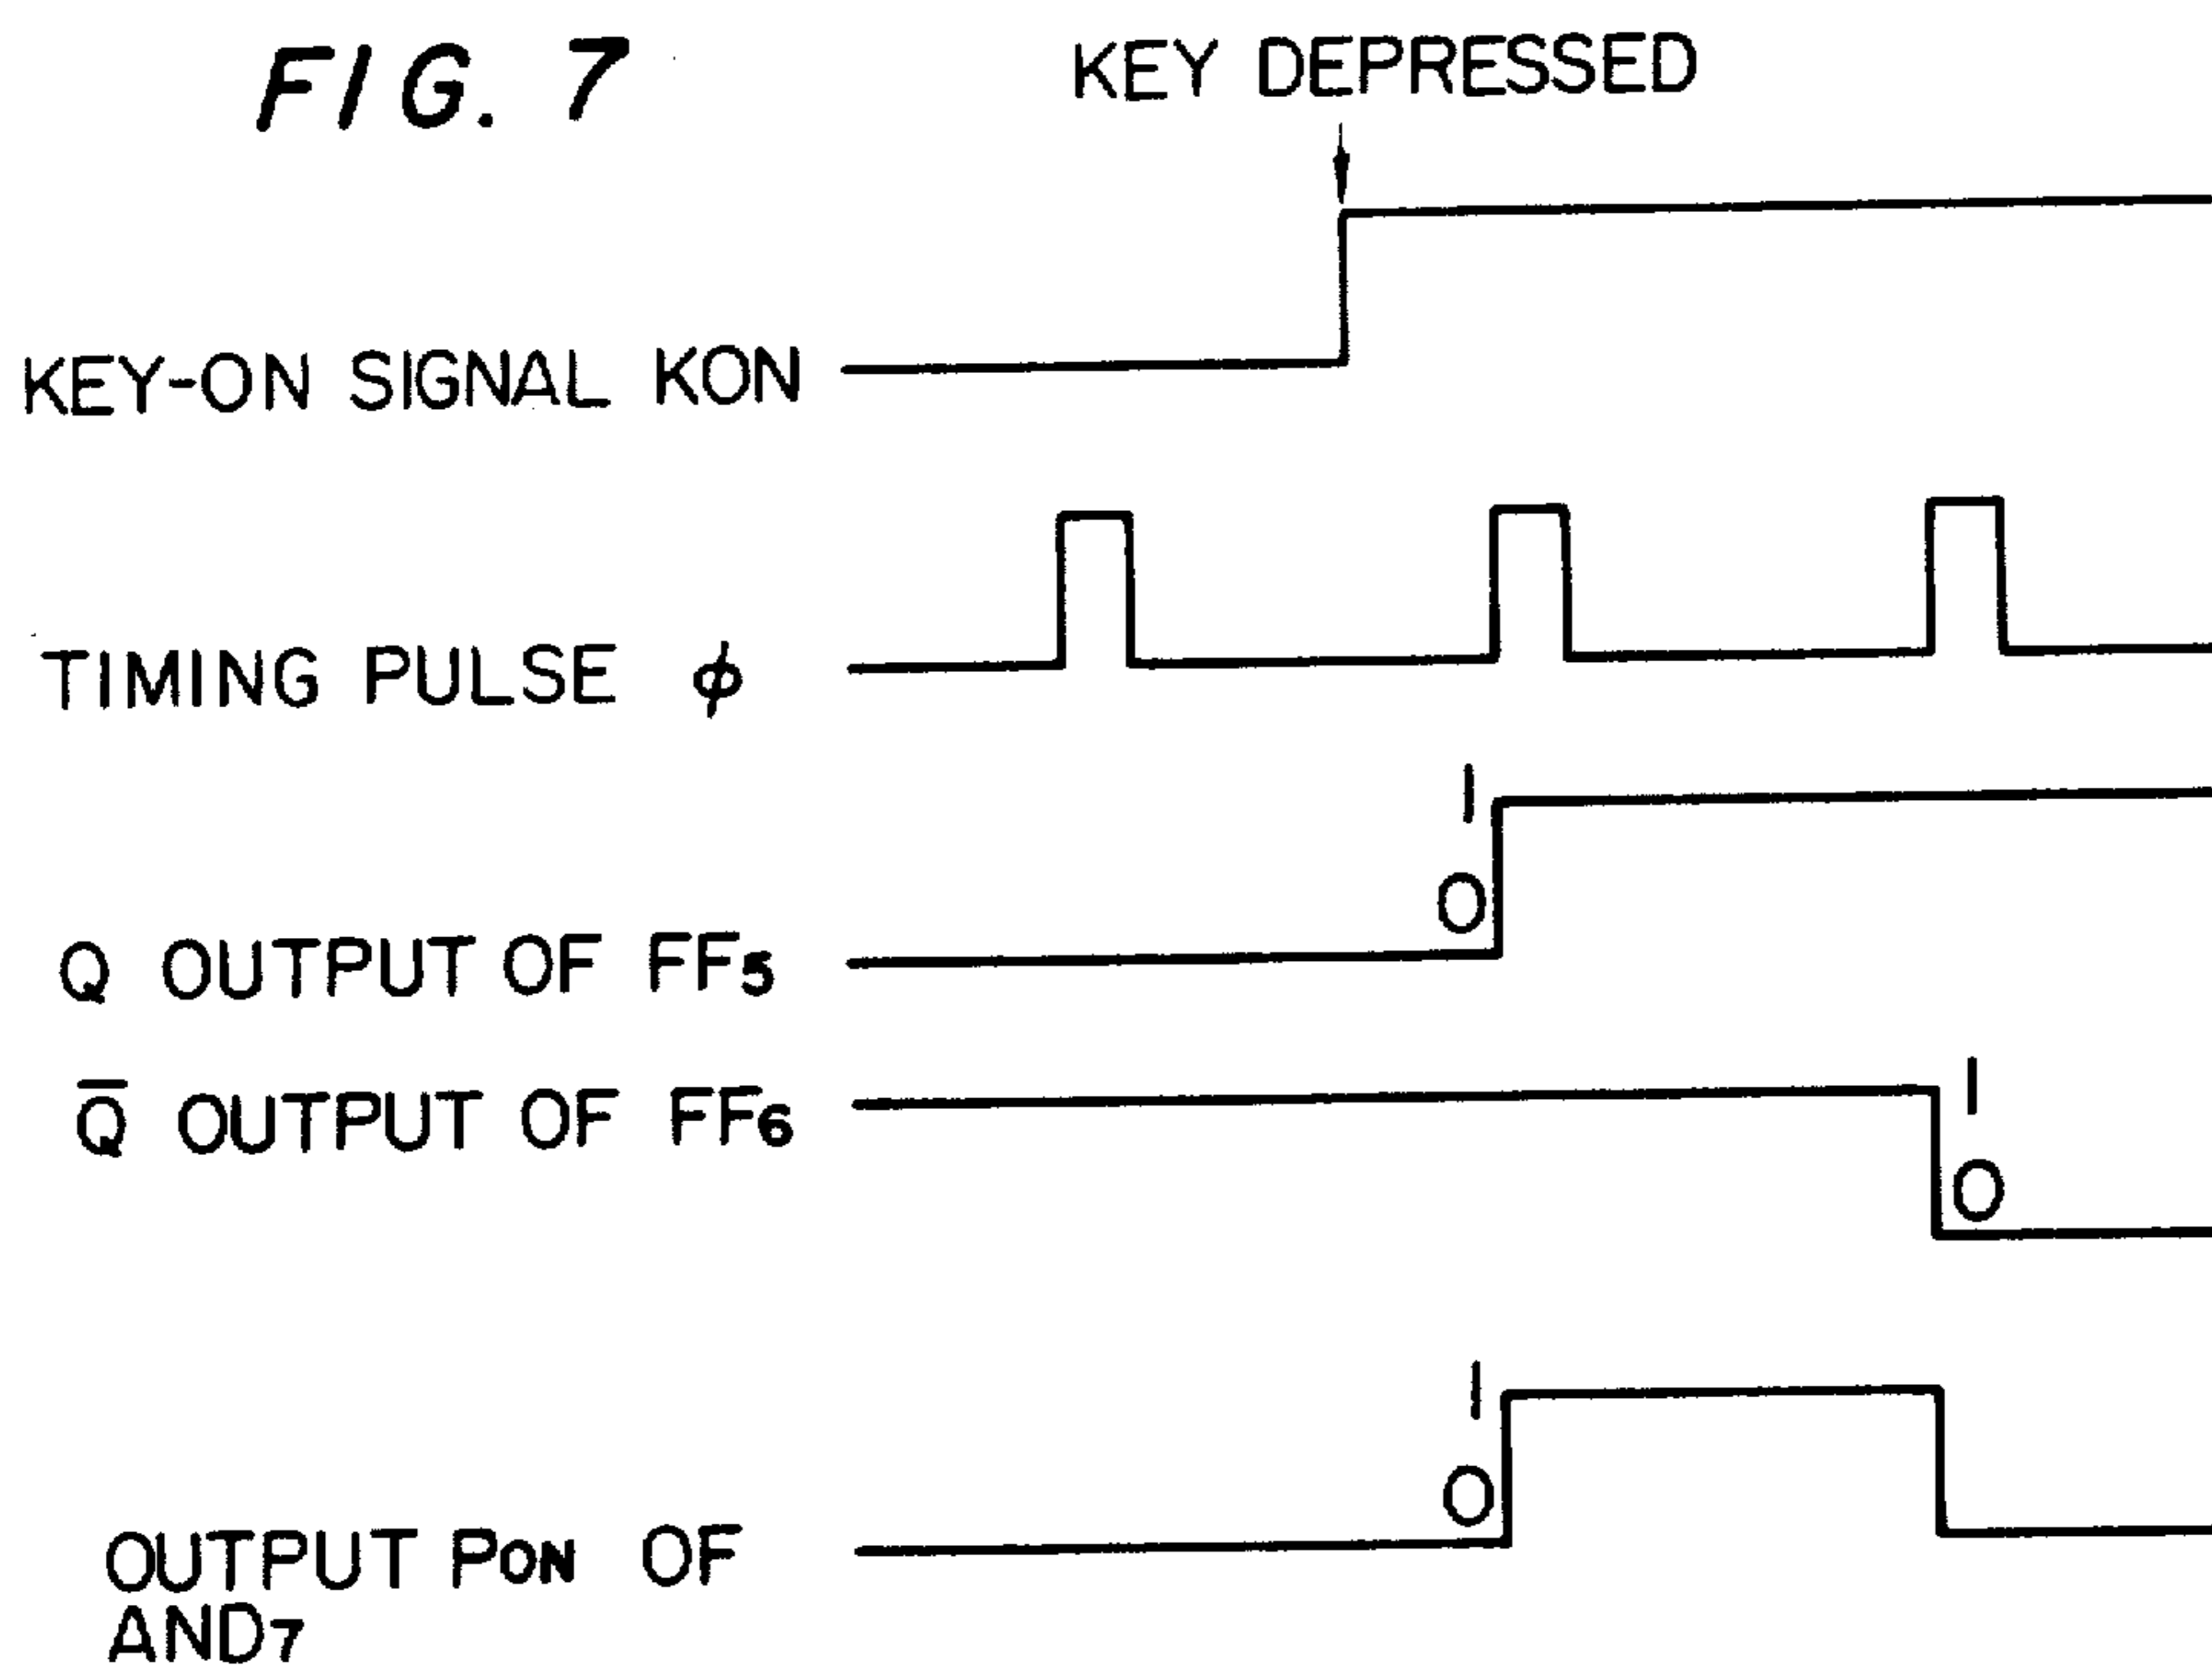 FIG. 7
KEY DEPRESSED
KEY-ON SIGNAL KON
TIMING PULSE ϕ
1
0
Q OUTPUT OF FF5
Q̅ OUTPUT OF FF6
1
0
1
0
OUTPUT PON OF
AND7